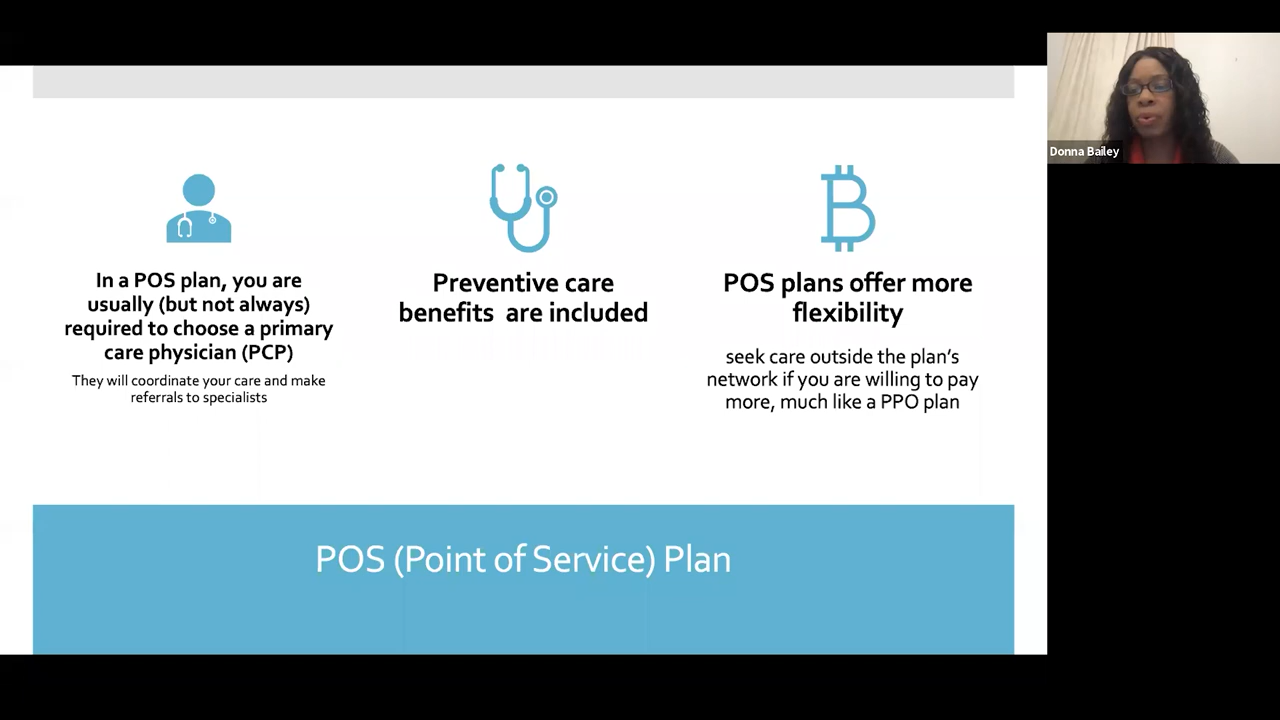 In a POS plan, you are
usually (but not always)
required to choose a primary
care physician (PCP)
They will coordinate your care and make
referrals to specialists
Preventive care
benefits are included
POS plans offer more
flexibility
seek care outside the plan's
network if you are willing to pay
more, much like a PPO plan
POS (Point of Service) Plan
Donna Bailey